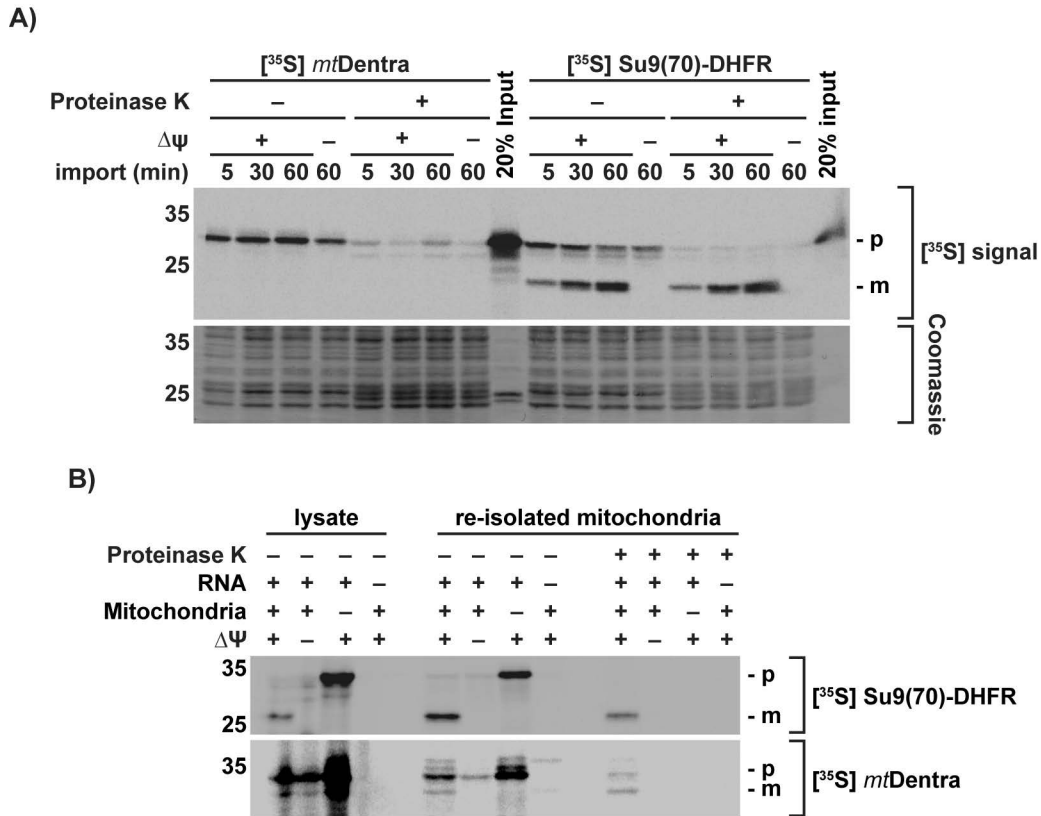 A)
[³⁵S] mtDentra [³⁵S] Su9(70)-DHFR
Proteinase K – + 20% Input – + 20% input
ΔΨ + – + – + – + –
import (min) 5 30 60 60 5 30 60 60 5 30 60 60 5 30 60 60
35
- p
25
- m
[³⁵S] signal
35
25
Coomassie
B)
lysate re-isolated mitochondria
Proteinase K – – – – – – – – + + + +
RNA + + + – + + + – + + + –
Mitochondria + + – + + + – + + + – +
ΔΨ + – + + + – + + + – + +
35
- p
25
- m
[³⁵S] Su9(70)-DHFR
35
- p
- m
[³⁵S] mtDentra